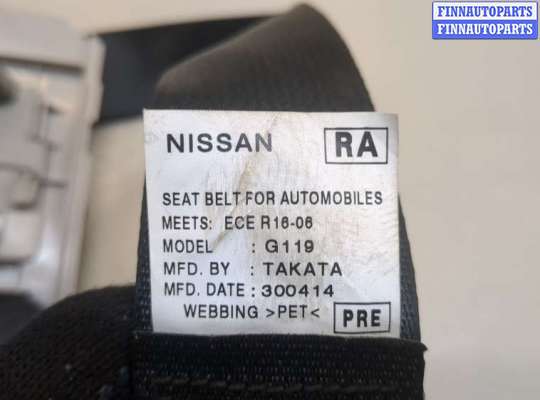 FINNAUTOPARTS
FINNAUTOPARTS
NISSAN RA
SEAT BELT FOR AUTOMOBILES
MEETS: ECE R16-06
MODEL : G119
MFD. BY : TAKATA
MFD. DATE : 300414
WEBBING >PET< PRE